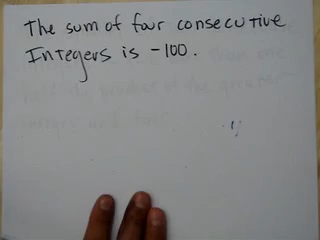 The sum of four consecutive
Integers is -100.